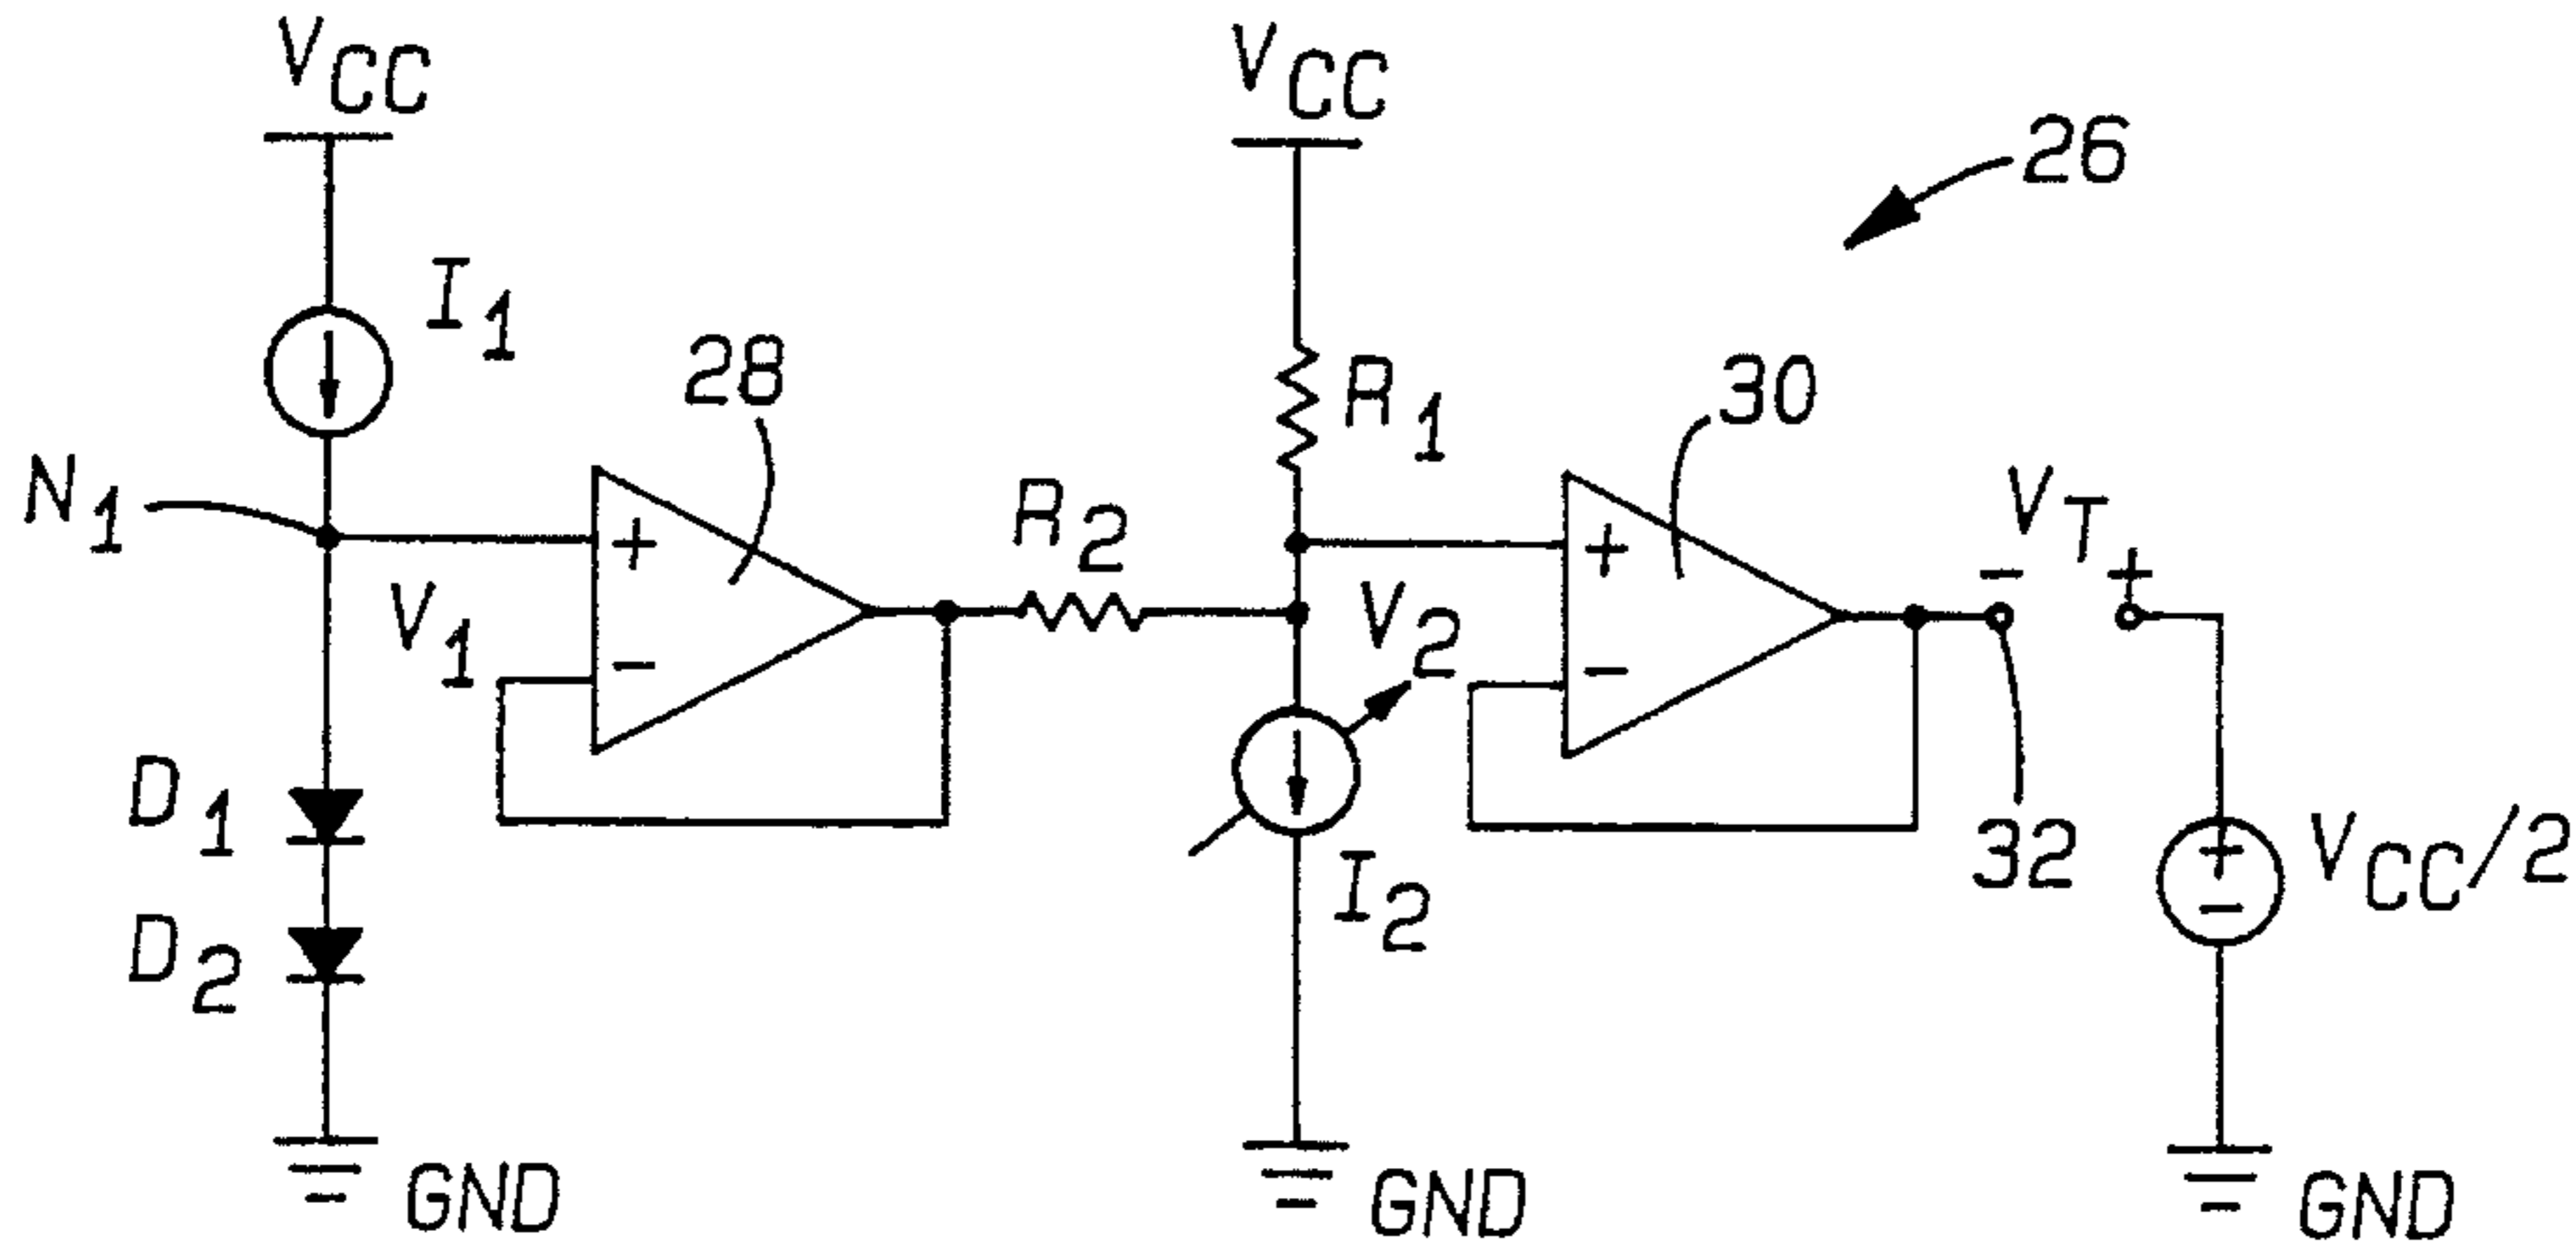 VCC
VCC
26
I1
28
R1
30
N1
R2
VT
+
+
- +
V1
V2
-
-
D1
I2
32
+
-
VCC/2
D2
GND
GND
GND